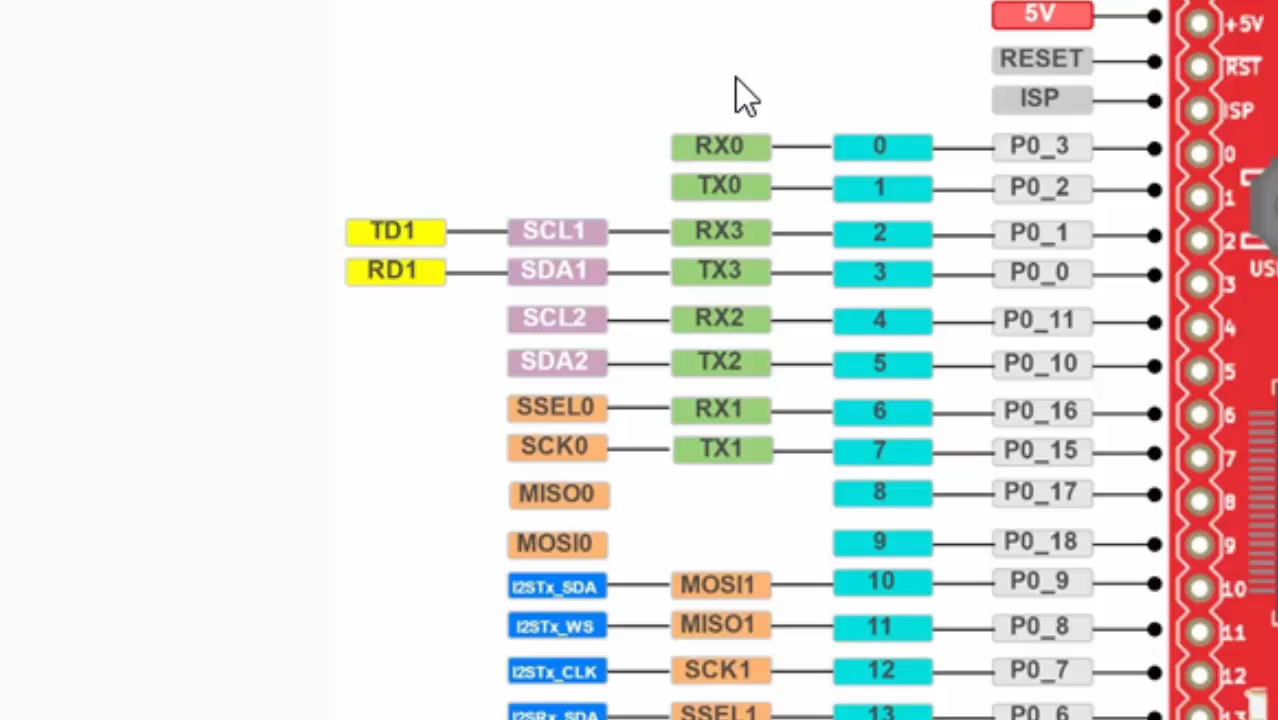 5V +5V
RESET RST
ISP ISP
RX0 0 P0_3 0
TX0 1 P0_2 1
TD1 SCL1 RX3 2 P0_1 2
RD1 SDA1 TX3 3 P0_0 3
SCL2 RX2 4 P0_11 4
SDA2 TX2 5 P0_10 5
SSEL0 RX1 6 P0_16 6
SCK0 TX1 7 P0_15 7
MISO0 8 P0_17 8
MOSI0 9 P0_18 9
I2STx_SDA MOSI1 10 P0_9 10
I2STx_WS MISO1 11 P0_8 11
I2STx_CLK SCK1 12 P0_7 12
I2SRx_SDA SSEL1 13 P0_6 13